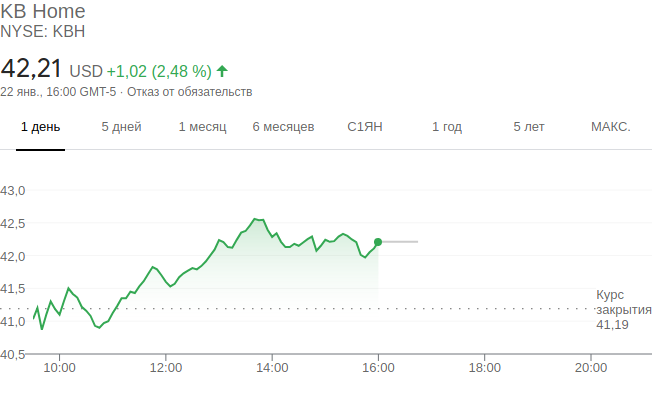 KB Home
NYSE: KBH
42,21 USD +1,02 (2,48 %)
22 янв., 16:00 GMT-5 · Отказ от обязательств
1 день 5 дней 1 месяц 6 месяцев С1ЯН 1 год 5 лет МАКС.
43,0
42,5
42,0
41,5
41,0
40,5
Курс
закрытия
41,19
10:00 12:00 14:00 16:00 18:00 20:00